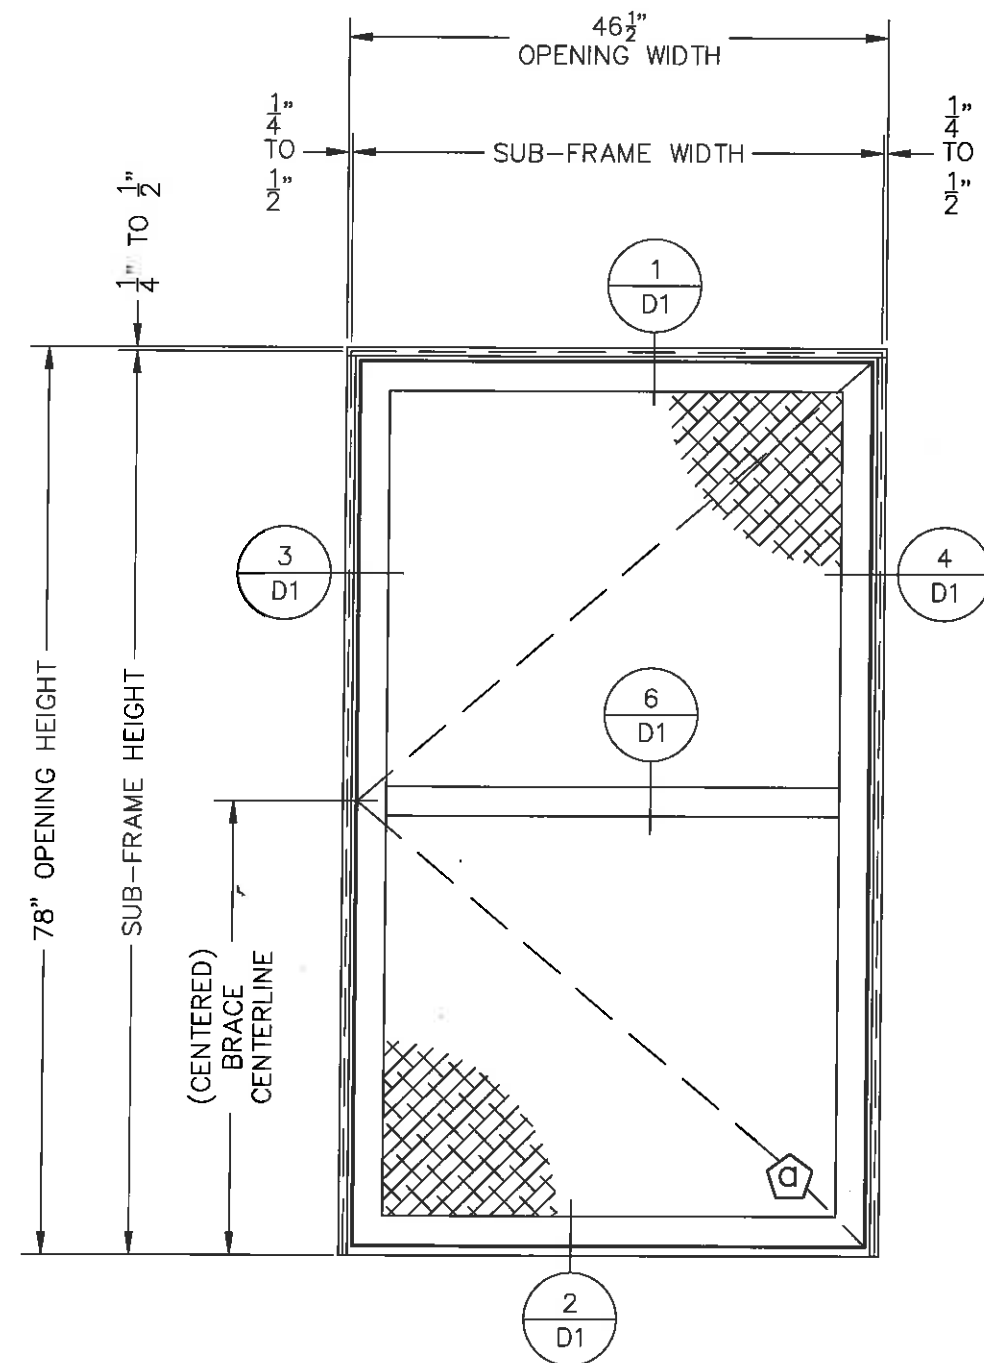 46 1/2"
OPENING WIDTH
1/4"
TO
1/2"
SUB-FRAME WIDTH
1/4"
TO
1/2"
1/4" TO 1/2"
1
D1
3
D1
4
D1
6
D1
78" OPENING HEIGHT
SUB-FRAME HEIGHT
(CENTERED)
BRACE
CENTERLINE
a
2
D1